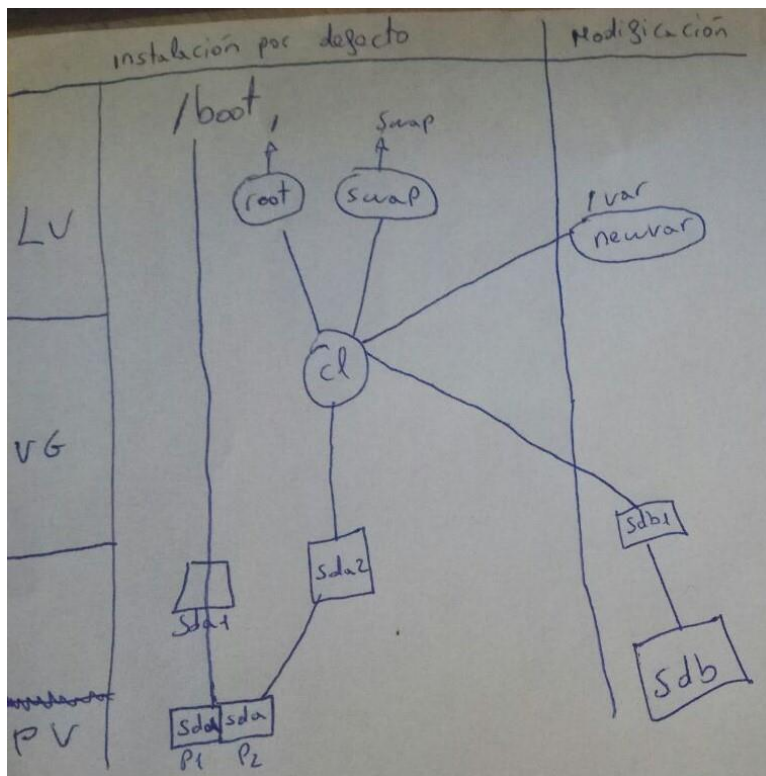 instalación por defecto
Modificación
/boot
/
swap
root
swap
/var
newvar
LV
cl
VG
sdb1
sda2
sda1
sdb
sda
sda
PV
P1
P2